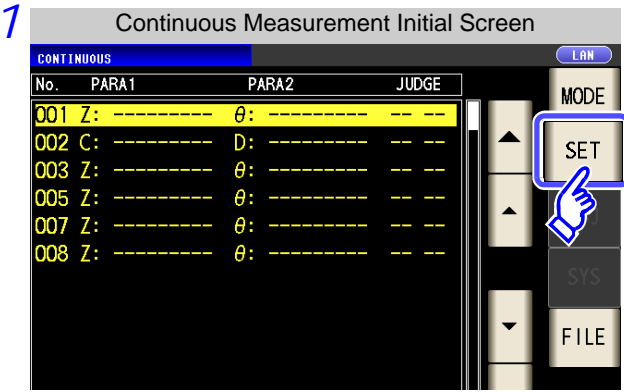 1 Continuous Measurement Initial Screen
CONTINUOUS LAN
No. PARA1 PARA2 JUDGE
MODE
001 Z: --------- θ: --------- -- --
002 C: --------- D: --------- -- --
SET
003 Z: --------- θ: --------- -- --
005 Z: --------- θ: --------- -- --
007 Z: --------- θ: --------- -- --
008 Z: --------- θ: --------- -- --
SYS
FILE